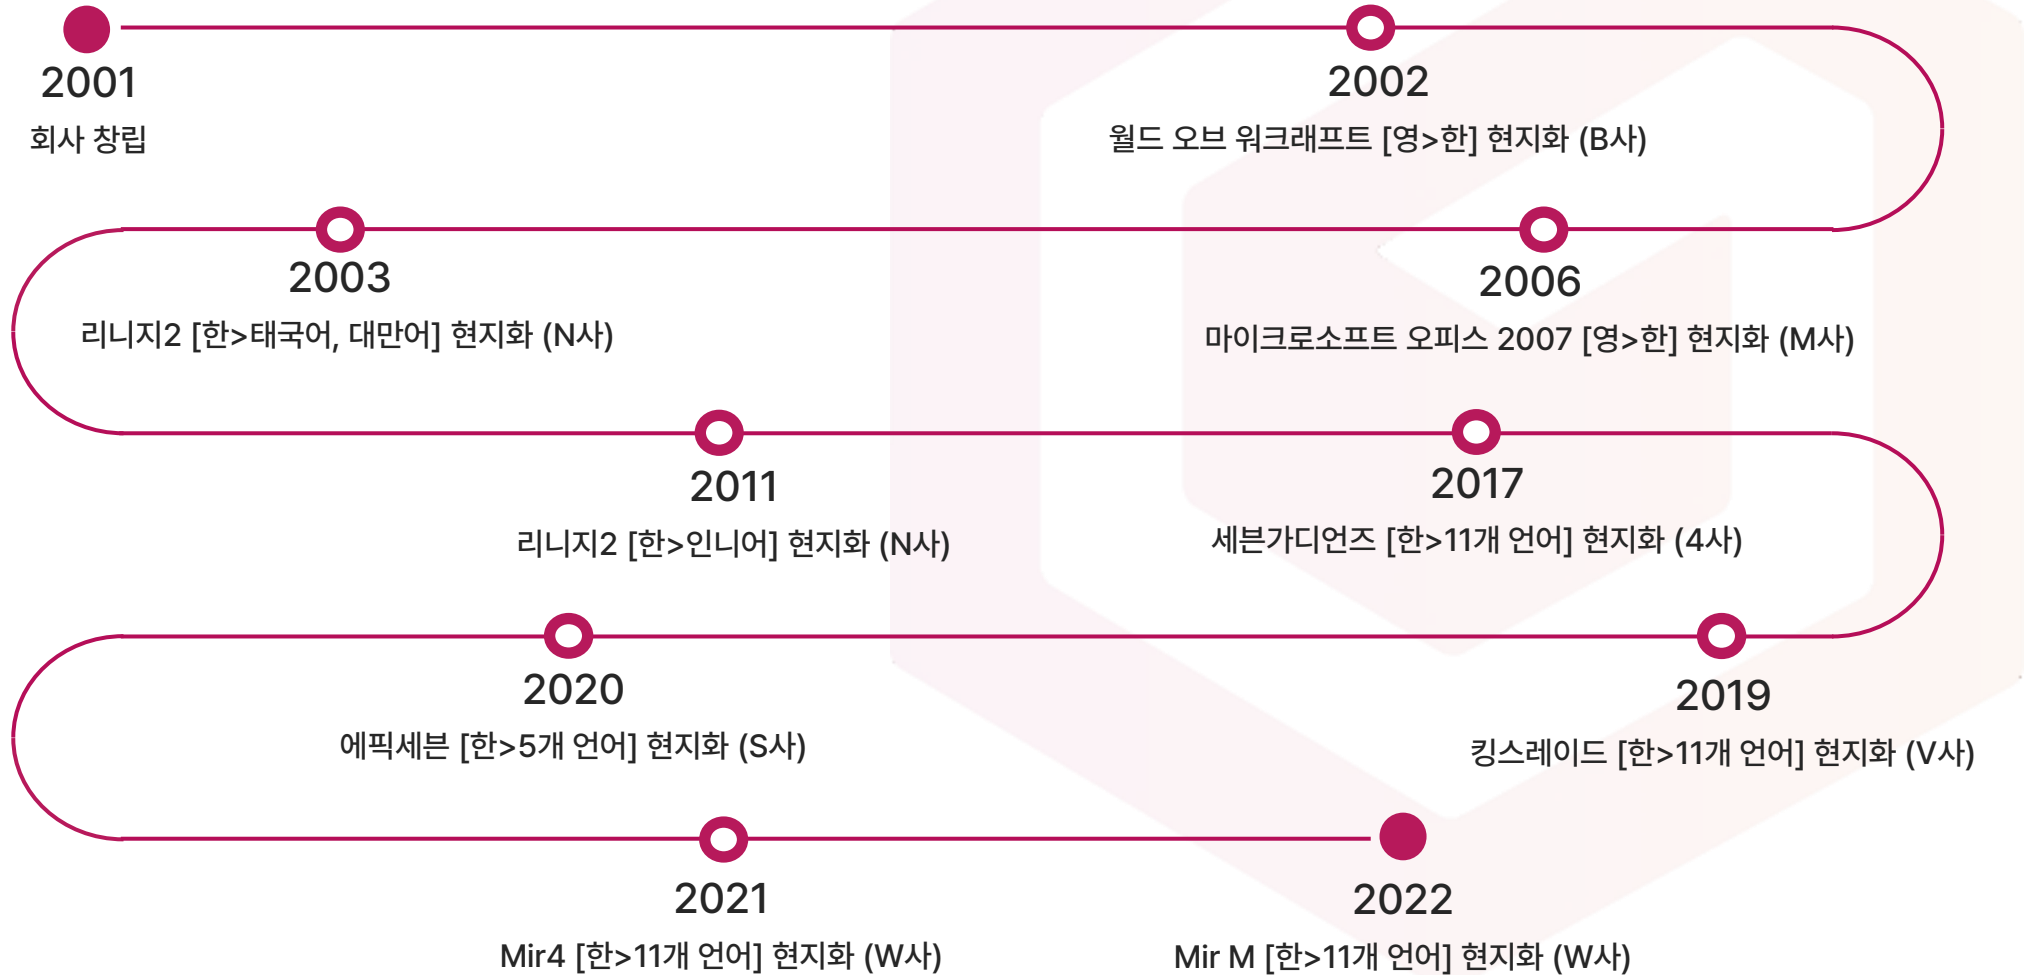 2001
회사 창립
2002
월드 오브 워크래프트 [영>한] 현지화 (B사)
2003
리니지2 [한>태국어, 대만어] 현지화 (N사)
2006
마이크로소프트 오피스 2007 [영>한] 현지화 (M사)
2011
리니지2 [한>인니어] 현지화 (N사)
2017
세븐가디언즈 [한>11개 언어] 현지화 (4사)
2020
에픽세븐 [한>5개 언어] 현지화 (S사)
2019
킹스레이드 [한>11개 언어] 현지화 (V사)
2021
Mir4 [한>11개 언어] 현지화 (W사)
2022
Mir M [한>11개 언어] 현지화 (W사)